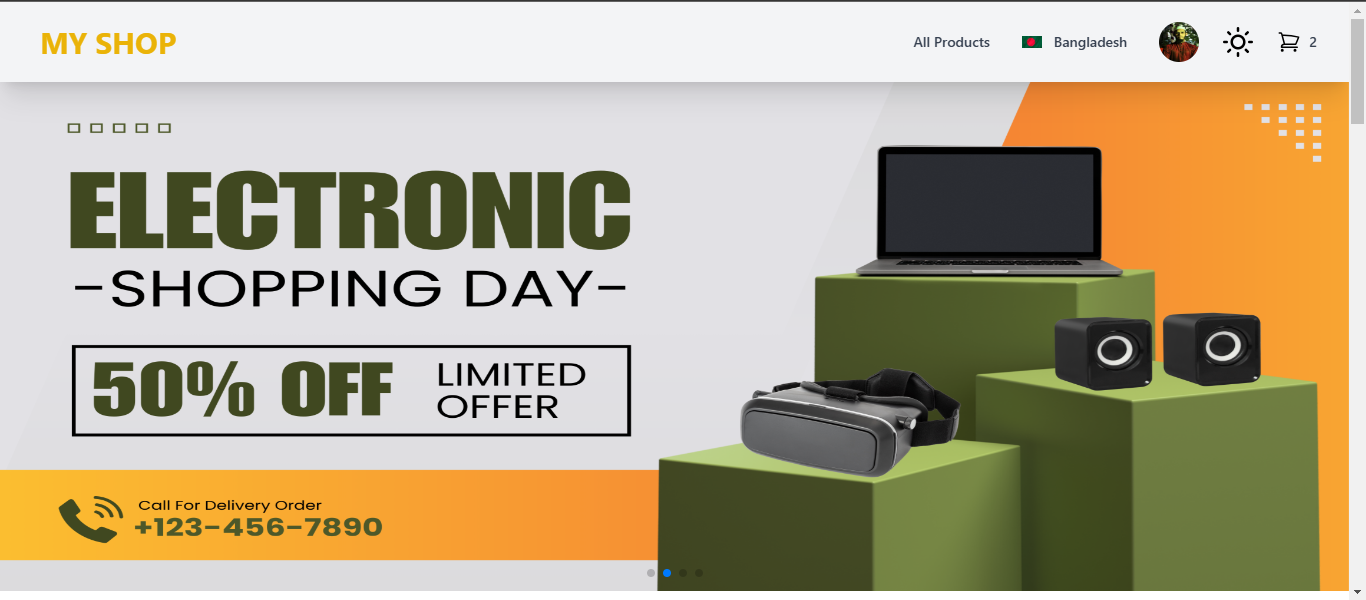 MY SHOP
All Products
Bangladesh
2
ELECTRONIC
-SHOPPING DAY-
50% OFF
LIMITED
OFFER
Call For Delivery Order
+123-456-7890